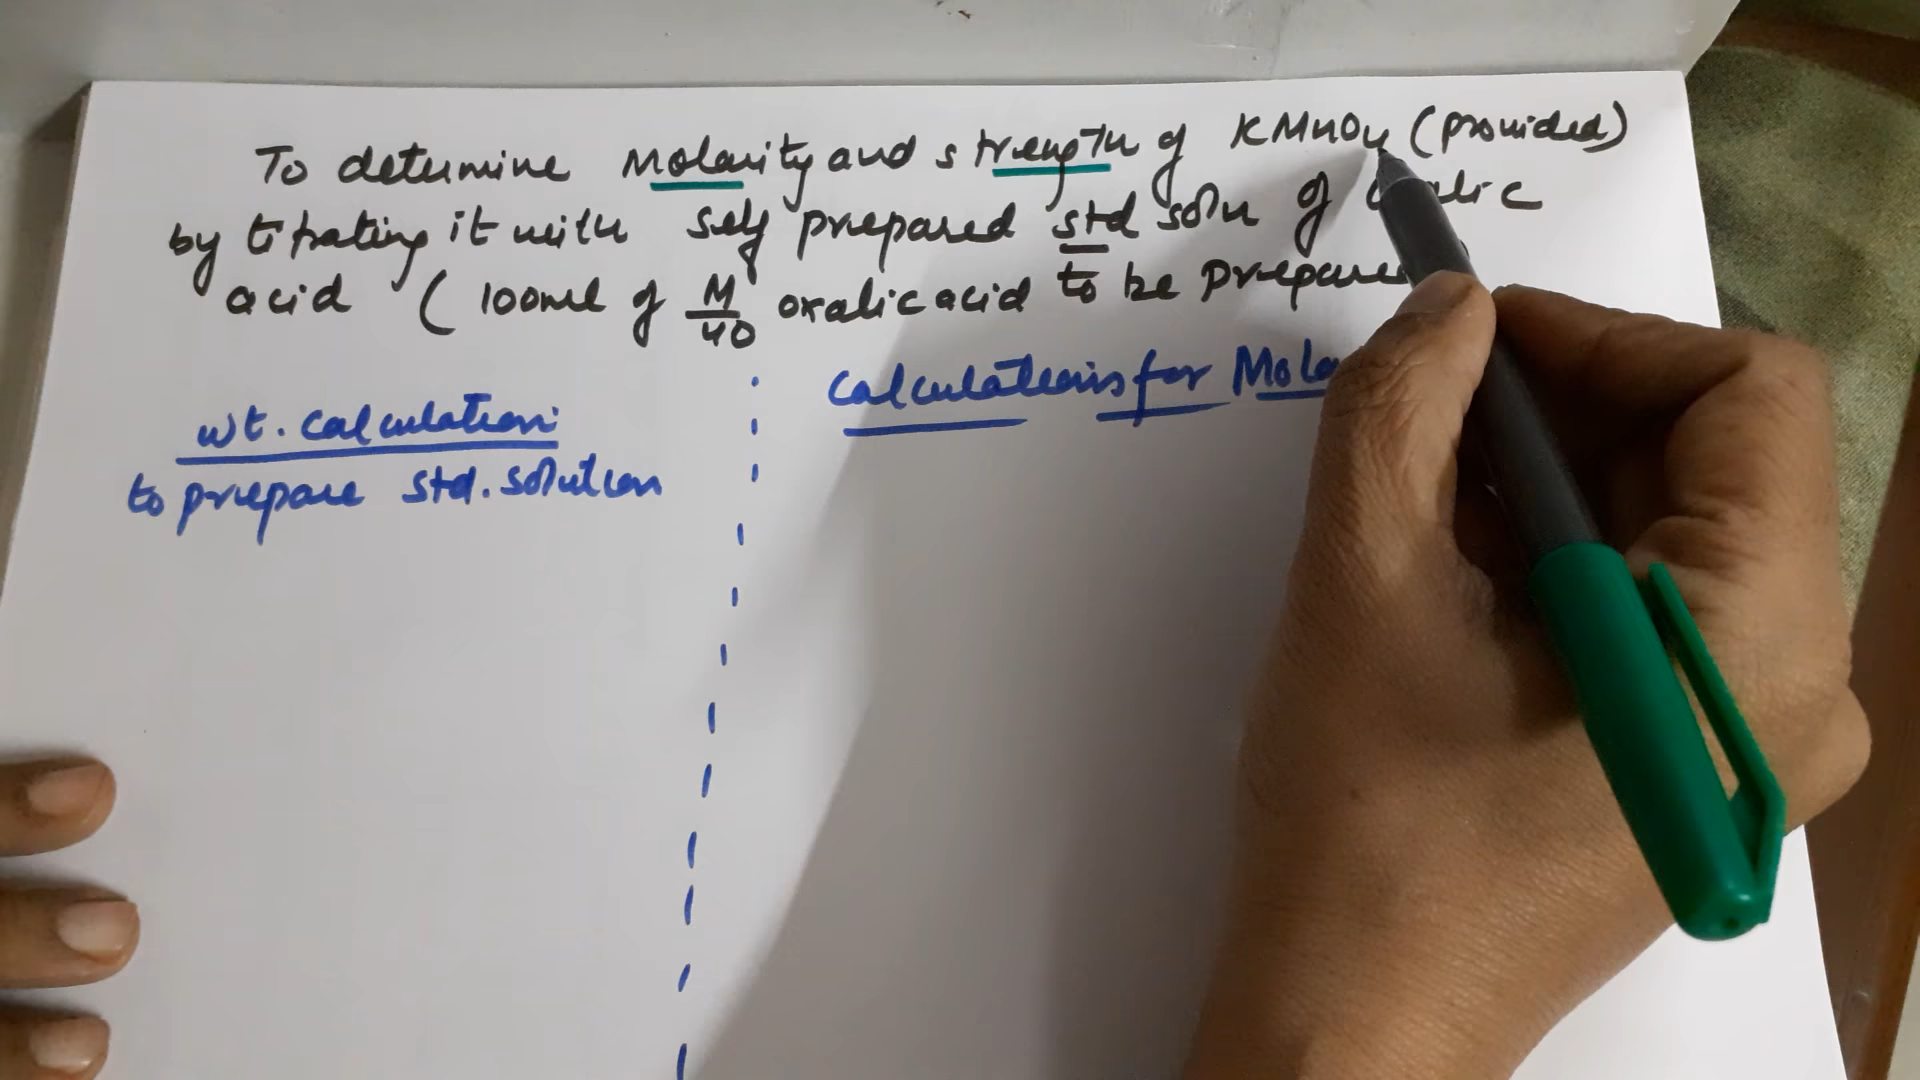 To determine Molarity and strength of KMnO4 (provided)
by titrating it with self prepared std soln of oxalic
acid (100ml of M/40 oxalic acid to be prepared
wt. calculation
to prepare std. solution
calculations for